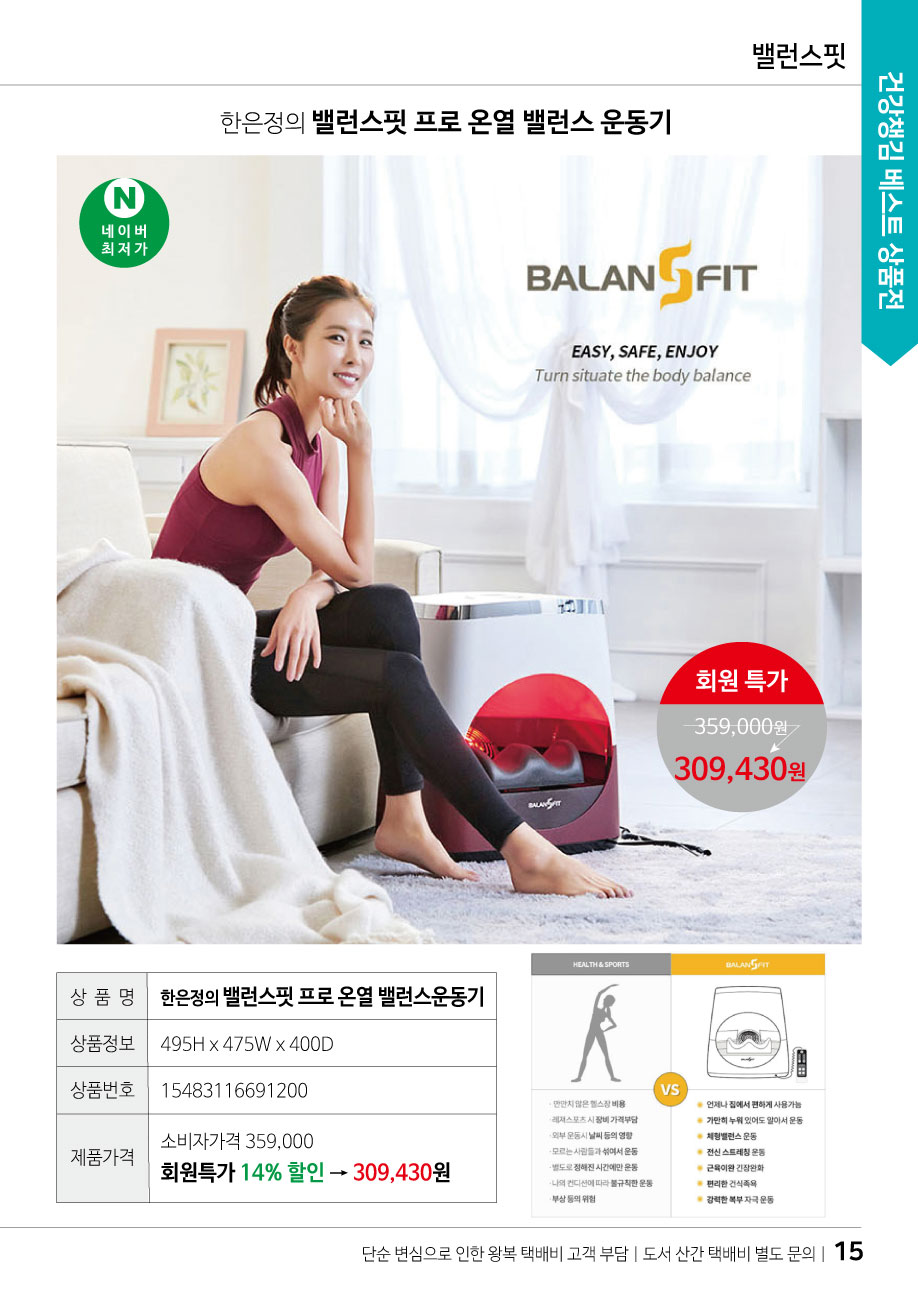 밸런스핏
건강챙김 베스트 상품전
한은정의 밸런스핏 프로 온열 밸런스 운동기
N
네이버
최저가
BALANSFIT
EASY, SAFE, ENJOY
Turn situate the body balance
회원 특가
359,000원
309,430원
BALANSFIT
상 품 명 한은정의 밸런스핏 프로 온열 밸런스운동기
상품정보 495H x 475W x 400D
상품번호 15483116691200
제품가격 소비자가격 359,000
회원특가 14% 할인 → 309,430원
HEALTH & SPORTS
· 만만치 않은 헬스장 비용
· 레져스포츠 시 장비 가격부담
· 외부 운동시 날씨 등의 영향
· 모르는 사람들과 섞여서 운동
· 별도로 정해진 시간에만 운동
· 나의 컨디션에 따라 불규칙한 운동
· 부상 등의 위험
VS
BALANSFIT
BALANSFIT
언제나 집에서 편하게 사용가능
가만히 누워 있어도 알아서 운동
체형밸런스 운동
전신 스트레칭 운동
근육이완 긴장완화
편리한 건식족욕
강력한 복부 자극 운동
단순 변심으로 인한 왕복 택배비 고객 부담 | 도서 산간 택배비 별도 문의 | 15